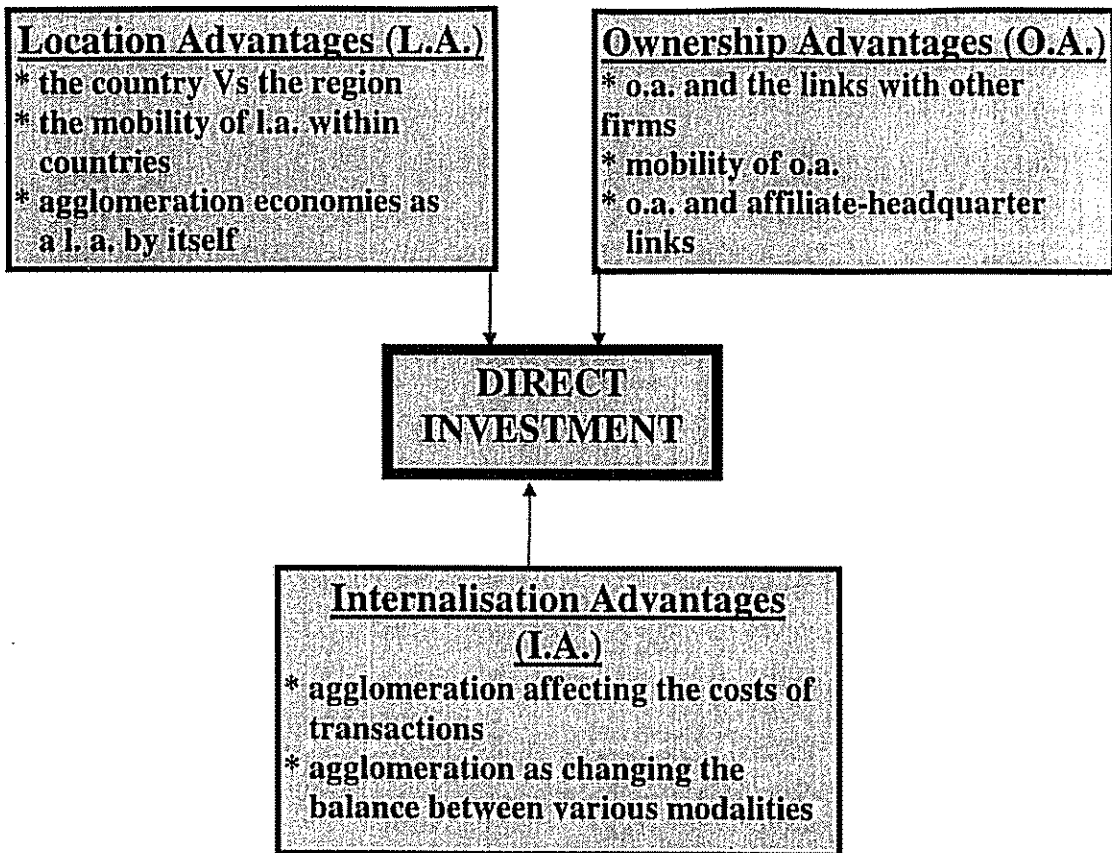 Location Advantages (L.A.)
* the country Vs the region
* the mobility of l.a. within
countries
* agglomeration economies as
a l. a. by itself
Ownership Advantages (O.A.)
* o.a. and the links with other
firms
* mobility of o.a.
* o.a. and affiliate-headquarter
links
DIRECT
INVESTMENT
Internalisation Advantages
(I.A.)
* agglomeration affecting the costs of
transactions
* agglomeration as changing the
balance between various modalities